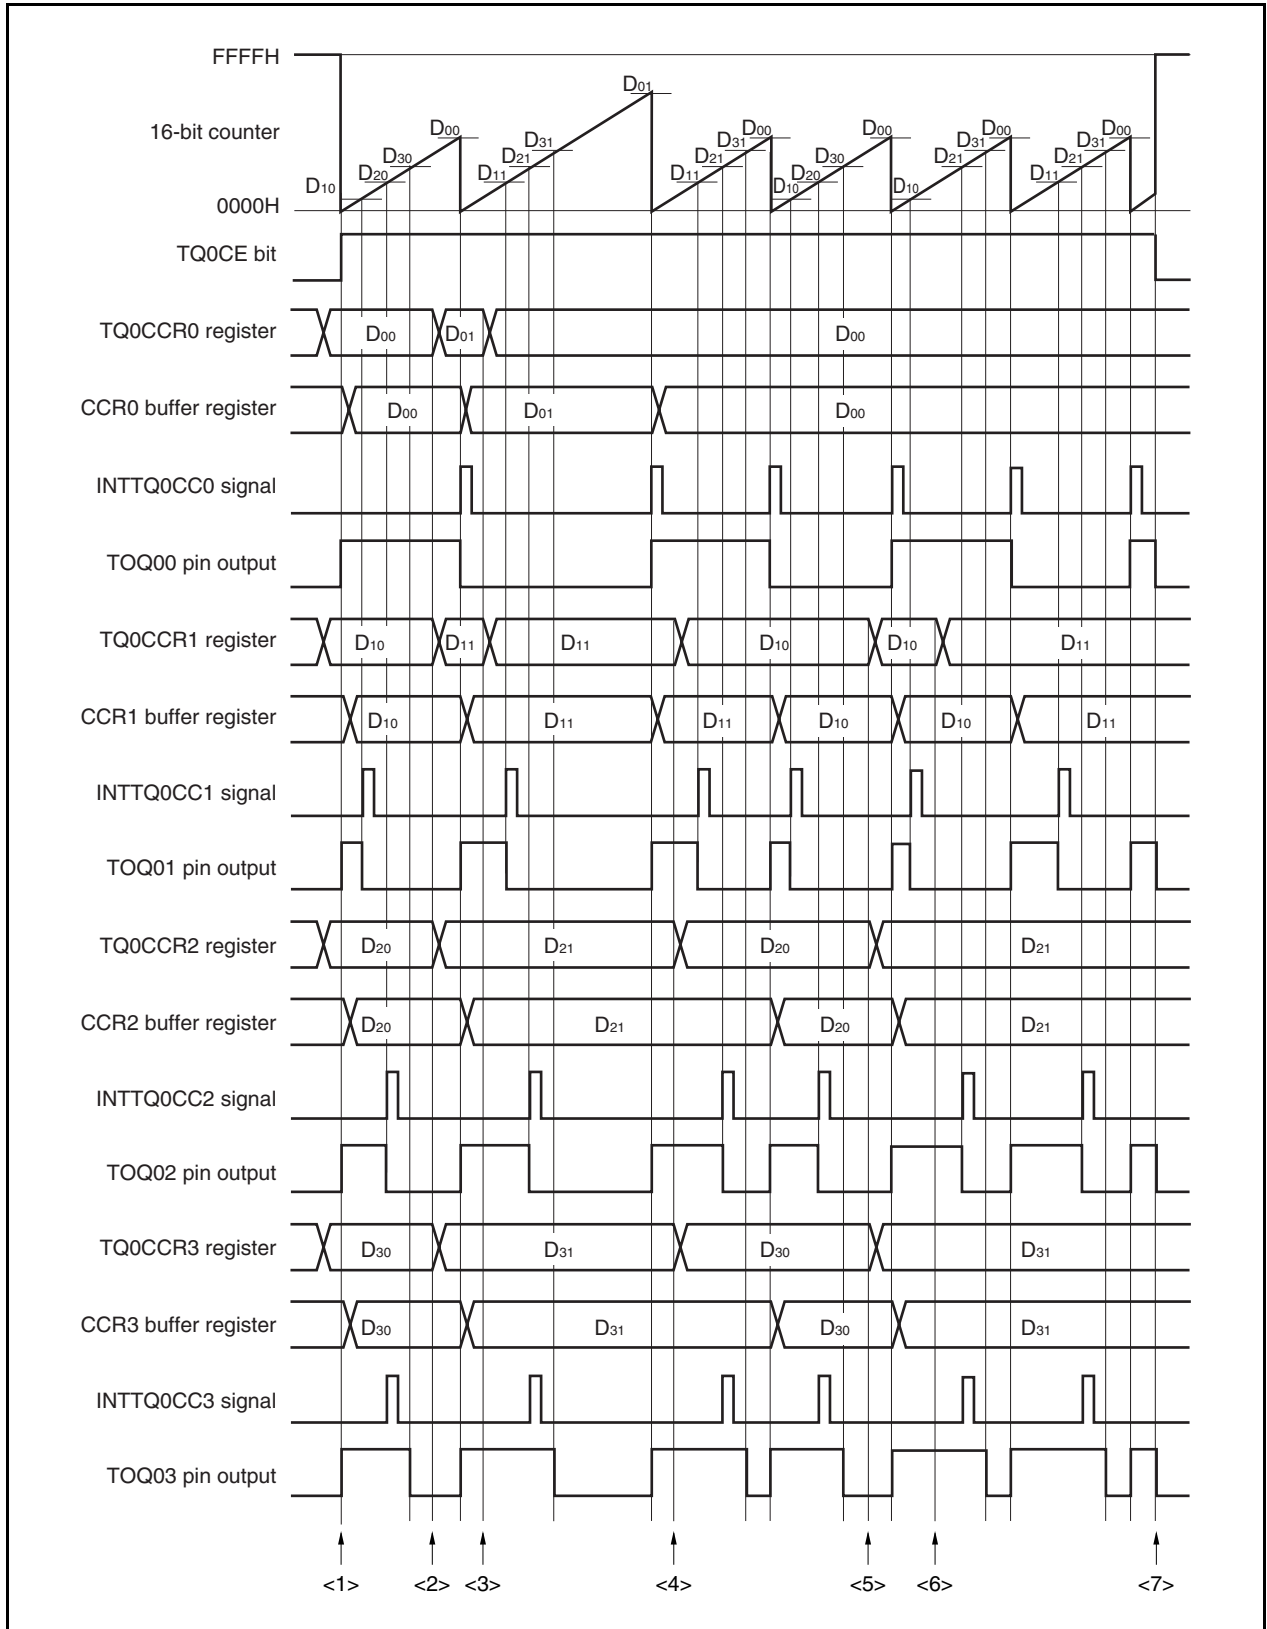 FFFFH
D01
16-bit counter
D00 D00 D00 D00 D00
D30 D31 D31 D30 D31 D31
D20 D21 D21 D20 D21 D21
D10 D11 D11 D10 D10 D11
0000H
TQ0CE bit
TQ0CCR0 register D00 D01 D00
CCR0 buffer register D00 D01 D00
INTTQ0CC0 signal
TOQ00 pin output
TQ0CCR1 register D10 D11 D11 D10 D10 D11
CCR1 buffer register D10 D11 D11 D10 D10 D11
INTTQ0CC1 signal
TOQ01 pin output
TQ0CCR2 register D20 D21 D20 D21
CCR2 buffer register D20 D21 D20 D21
INTTQ0CC2 signal
TOQ02 pin output
TQ0CCR3 register D30 D31 D30 D31
CCR3 buffer register D30 D31 D30 D31
INTTQ0CC3 signal
TOQ03 pin output
<1> <2> <3> <4> <5> <6> <7>